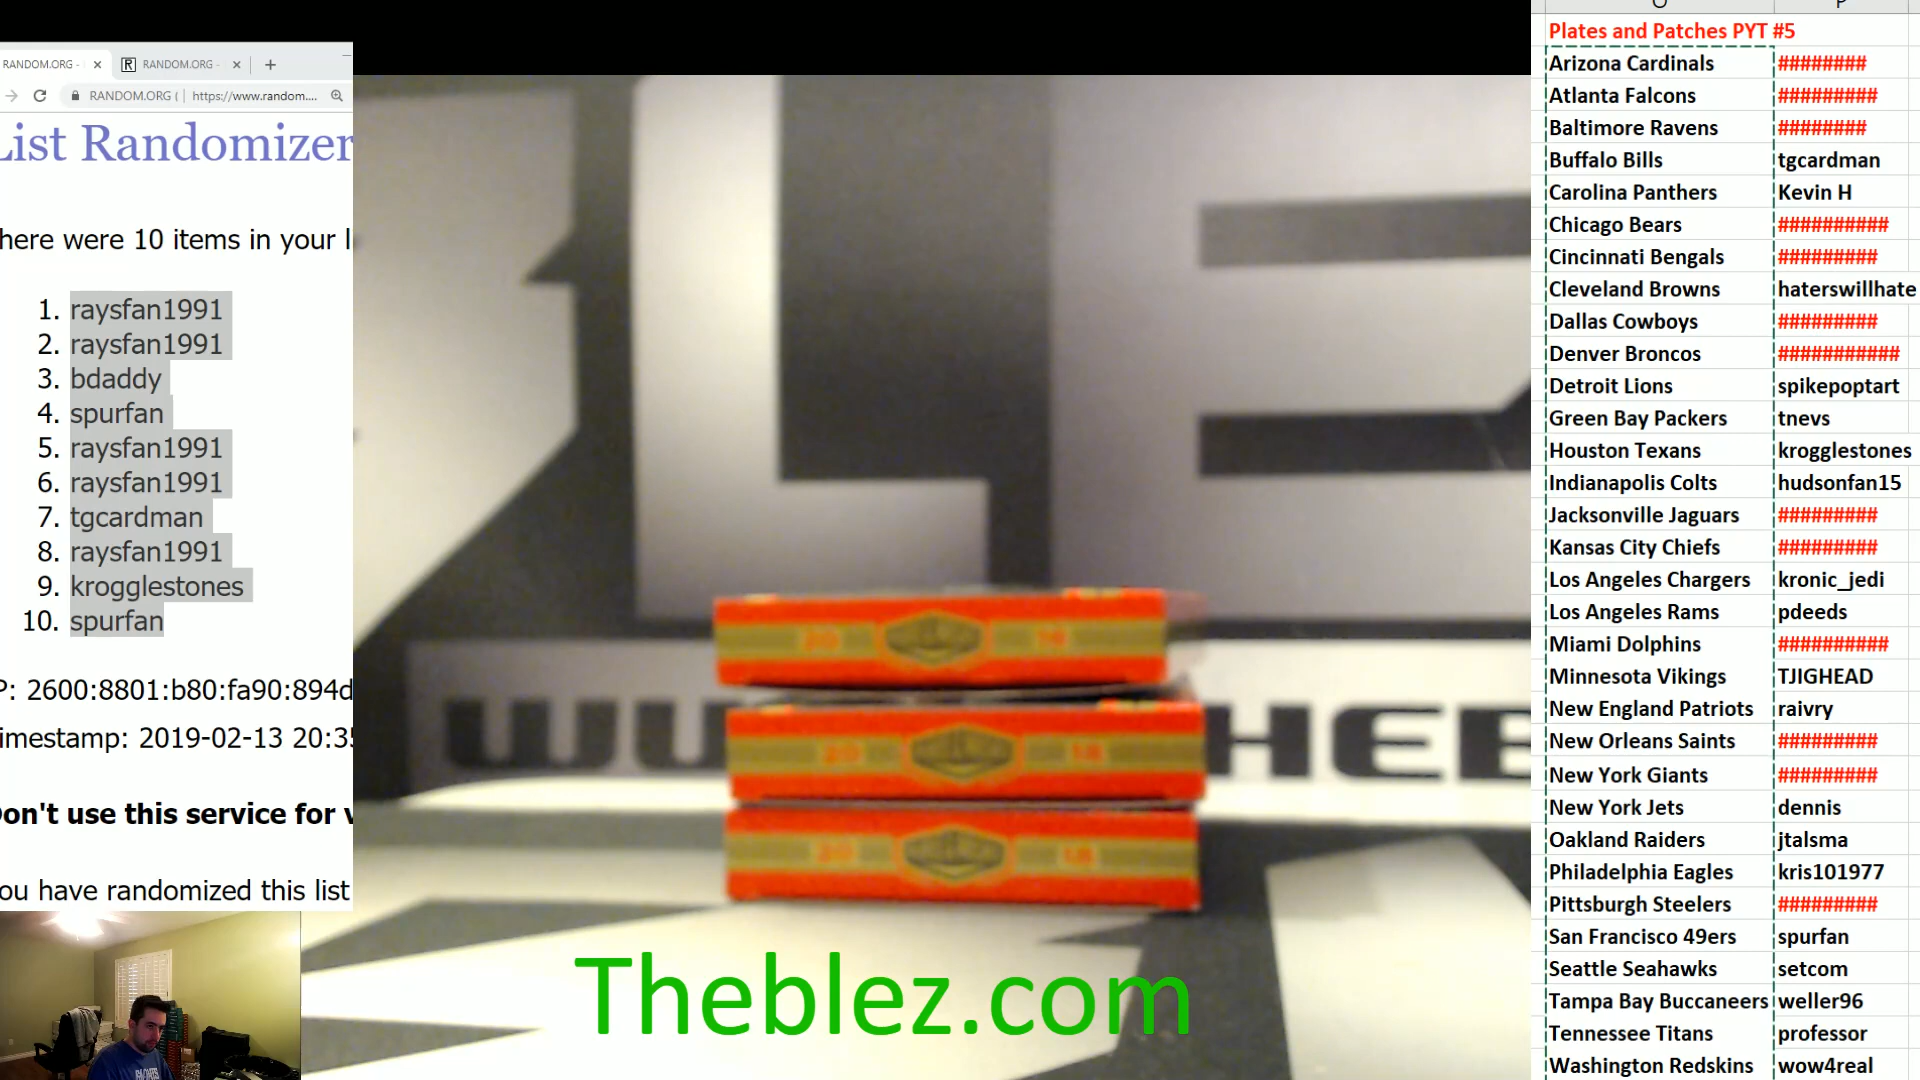 RANDOM.ORG -
RANDOM.ORG -
RANDOM.ORG (
https://www.random....
List Randomizer
here were 10 items in your l
1. raysfan1991
2. raysfan1991
3. bdaddy
4. spurfan
5. raysfan1991
6. raysfan1991
7. tgcardman
8. raysfan1991
9. krogglestones
10. spurfan
P: 2600:8801:b80:fa90:894d
imestamp: 2019-02-13 20:35
on't use this service for
ou have randomized this list
Theblez.com
Plates and Patches PYT #5
Arizona Cardinals ########
Atlanta Falcons #########
Baltimore Ravens ########
Buffalo Bills tgcardman
Carolina Panthers Kevin H
Chicago Bears ##########
Cincinnati Bengals #########
Cleveland Browns haterswillhate
Dallas Cowboys #########
Denver Broncos ###########
Detroit Lions spikepoptart
Green Bay Packers tnevs
Houston Texans krogglestones
Indianapolis Colts hudsonfan15
Jacksonville Jaguars #########
Kansas City Chiefs #########
Los Angeles Chargers kronic_jedi
Los Angeles Rams pdeeds
Miami Dolphins ##########
Minnesota Vikings TJIGHEAD
New England Patriots raivry
New Orleans Saints #########
New York Giants #########
New York Jets dennis
Oakland Raiders jtalsma
Philadelphia Eagles kris101977
Pittsburgh Steelers #########
San Francisco 49ers spurfan
Seattle Seahawks setcom
Tampa Bay Buccaneers weller96
Tennessee Titans professor
Washington Redskins wow4real